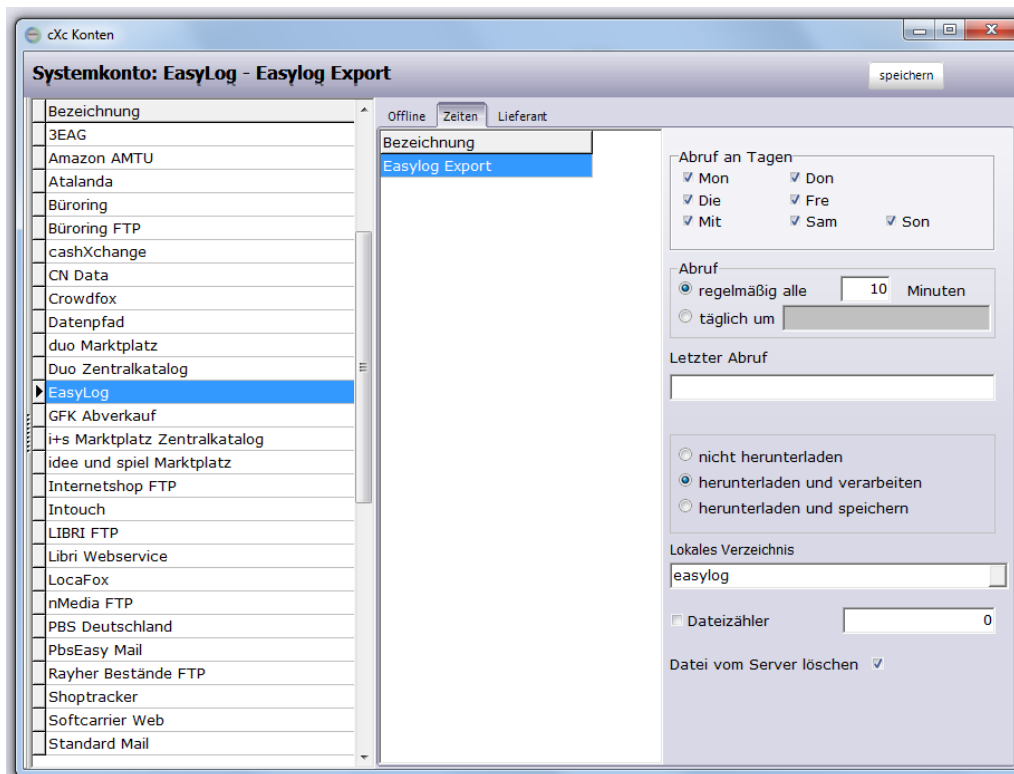 cXc Konten
Systemkonto: EasyLog - Easylog Export
speichern
Bezeichnung
3EAG
Amazon AMTU
Atalanda
Büroring
Büroring FTP
cashXchange
CN Data
Crowdfox
Datenpfad
duo Marktplatz
Duo Zentralkatalog
EasyLog
GFK Abverkauf
i+s Marktplatz Zentralkatalog
idee und spiel Marktplatz
Internetshop FTP
Intouch
LIBRI FTP
Libri Webservice
LocaFox
nMedia FTP
PBS Deutschland
PbsEasy Mail
Rayher Bestände FTP
Shoptracker
Softcarrier Web
Standard Mail
Offline Zeiten Lieferant
Bezeichnung
Easylog Export
Abruf an Tagen
Mon Don
Die Fre
Mit Sam Son
Abruf
regelmäßig alle 10 Minuten
täglich um
Letzter Abruf
nicht herunterladen
herunterladen und verarbeiten
herunterladen und speichern
Lokales Verzeichnis
easylog
Dateizähler 0
Datei vom Server löschen